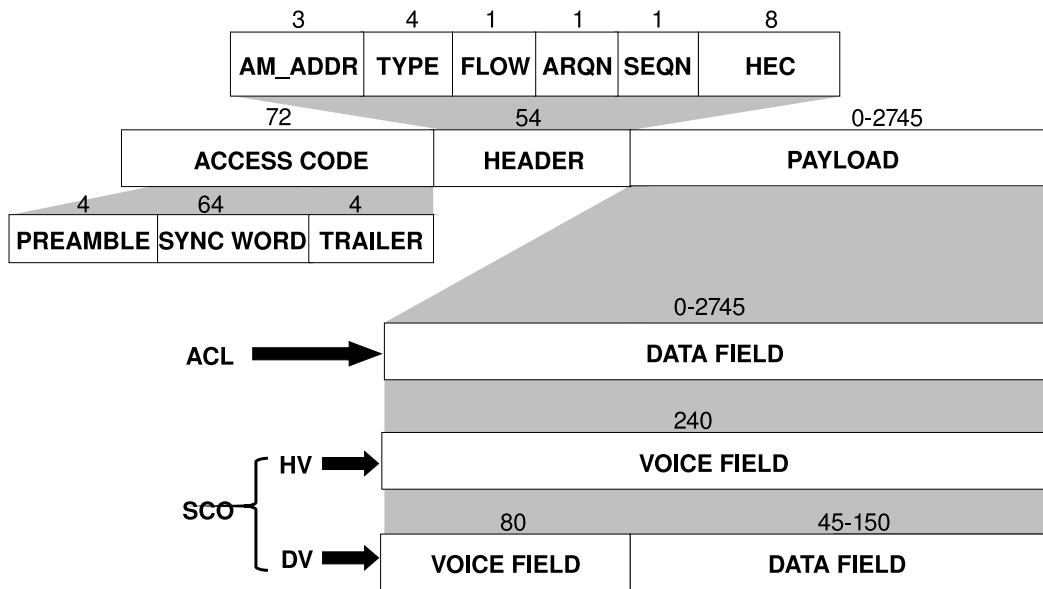 3 4 1 1 1 8
AM_ADDR TYPE FLOW ARQN SEQN HEC
72 54 0-2745
ACCESS CODE HEADER PAYLOAD
4 64 4
PREAMBLE SYNC WORD TRAILER
0-2745
ACL DATA FIELD
240
HV VOICE FIELD
SCO
80 45-150
DV VOICE FIELD DATA FIELD